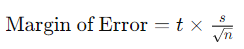 Margin of Error = t × s/√n